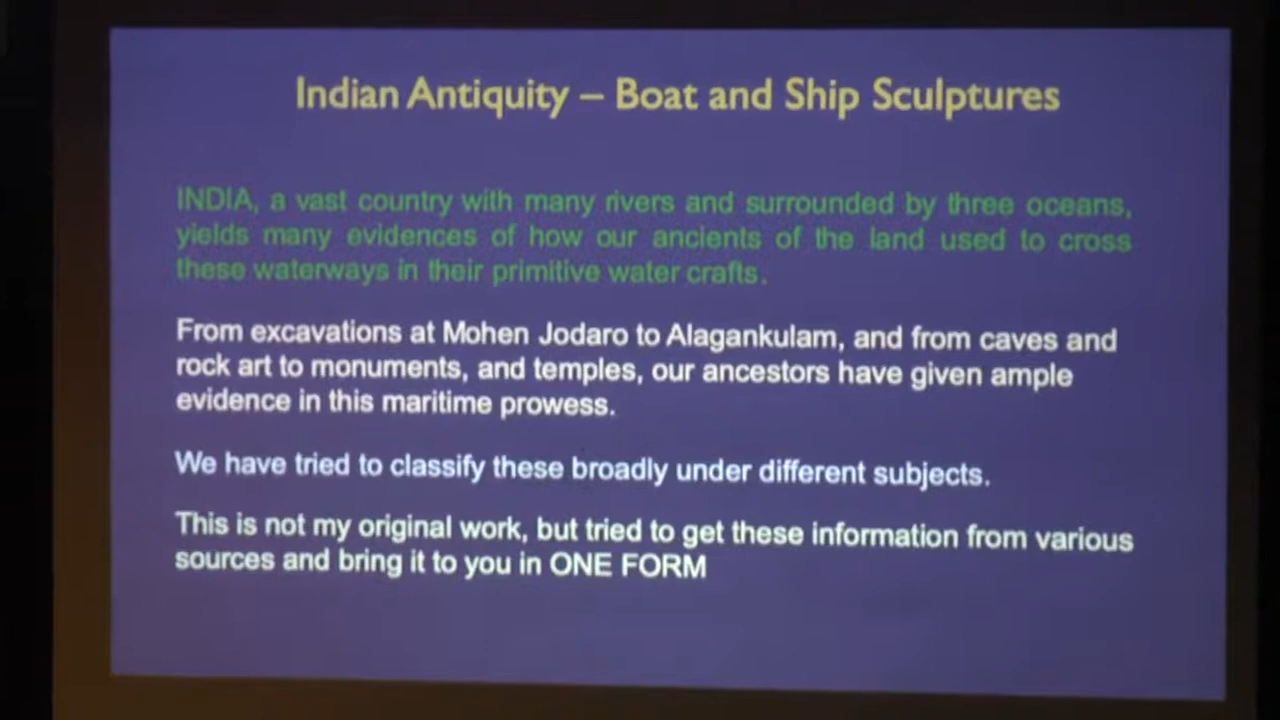 Indian Antiquity – Boat and Ship Sculptures
INDIA, a vast country with many rivers and surrounded by three oceans,
yields many evidences of how our ancients of the land used to cross
these waterways in their primitive water crafts.
From excavations at Mohen Jodaro to Alagankulam, and from caves and
rock art to monuments, and temples, our ancestors have given ample
evidence in this maritime prowess.
We have tried to classify these broadly under different subjects.
This is not my original work, but tried to get these information from various
sources and bring it to you in ONE FORM